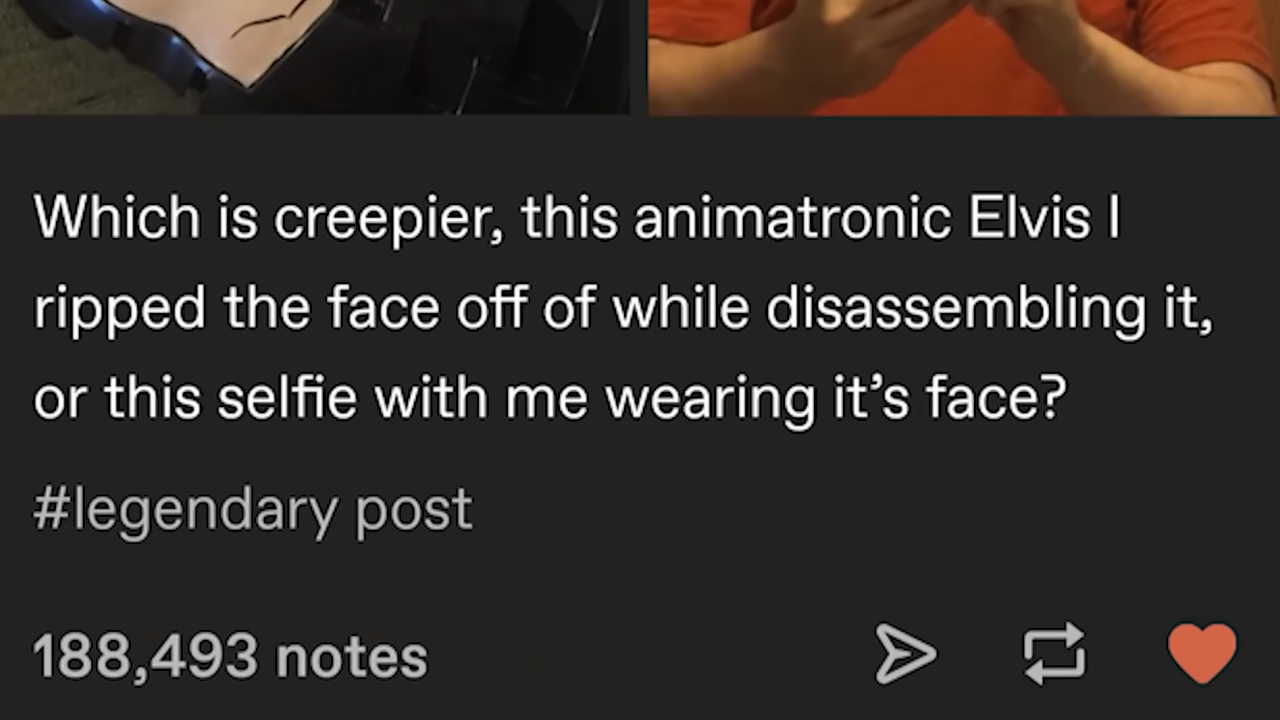 Which is creepier, this animatronic Elvis I
ripped the face off of while disassembling it,
or this selfie with me wearing it’s face?
#legendary post
188,493 notes